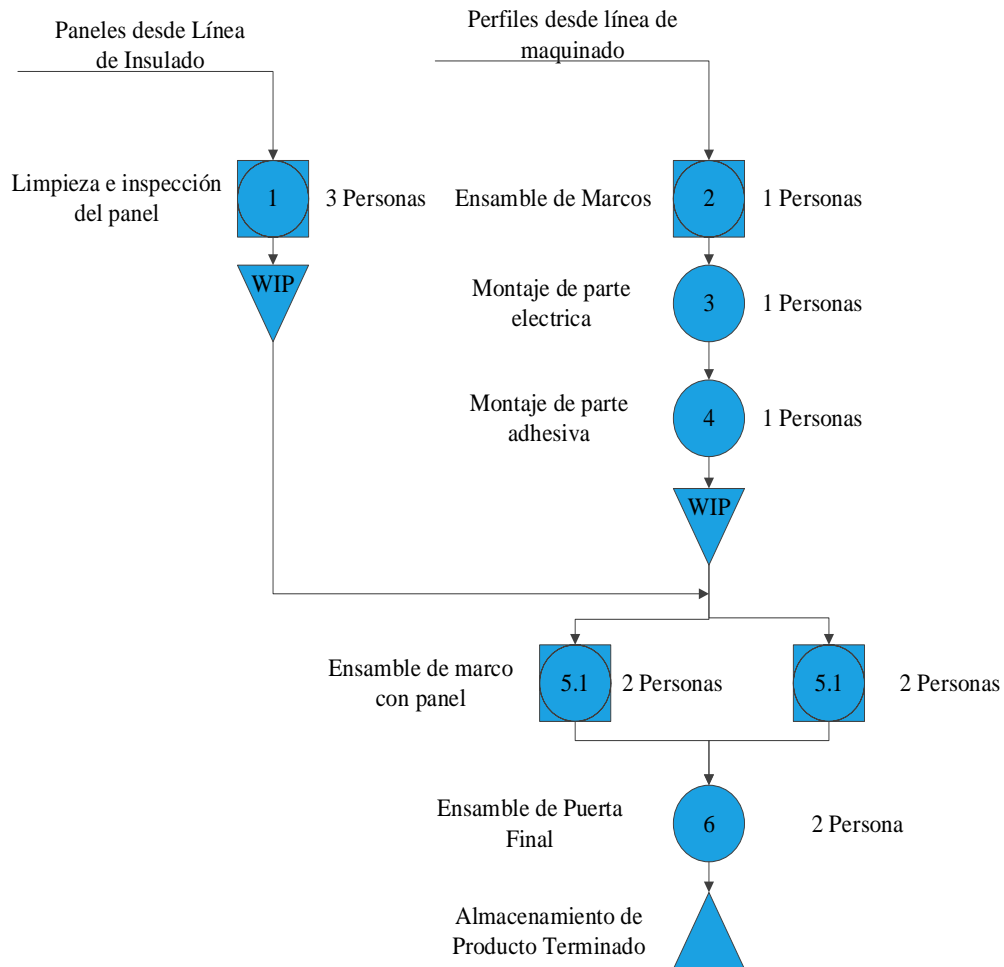 Paneles desde Línea
de Insulado
Perfiles desde línea de
maquinado
Limpieza e inspección
del panel
1
3 Personas
Ensamble de Marcos
2
1 Personas
WIP
Montaje de parte
electrica
3
1 Personas
Montaje de parte
adhesiva
4
1 Personas
WIP
Ensamble de marco
con panel
5.1
2 Personas
5.1
2 Personas
Ensamble de Puerta
Final
6
2 Persona
Almacenamiento de
Producto Terminado